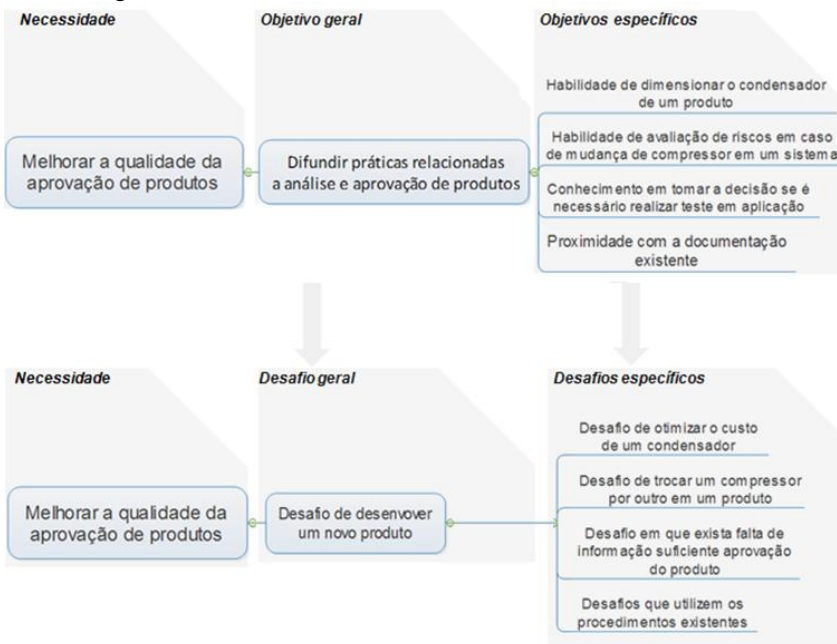 Necessidade
Objetivo geral
Objetivos específicos
Melhorar a qualidade da
aprovação de produtos
Difundir práticas relacionadas
a análise e aprovação de produtos
Habilidade de dimensionar o condensador
de um produto
Habilidade de avaliação de riscos em caso
de mudança de compressor em um sistema
Conhecimento em tomar a decisão se é
necessário realizar teste em aplicação
Proximidade com a documentação
existente
Necessidade
Desafio geral
Desafios específicos
Melhorar a qualidade da
aprovação de produtos
Desafio de desenvover
um novo produto
Desafio de otimizar o custo
de um condensador
Desafio de trocar um compressor
por outro em um produto
Desafio em que exista falta de
informação suficiente aprovação
do produto
Desafios que utilizem os
procedimentos existentes